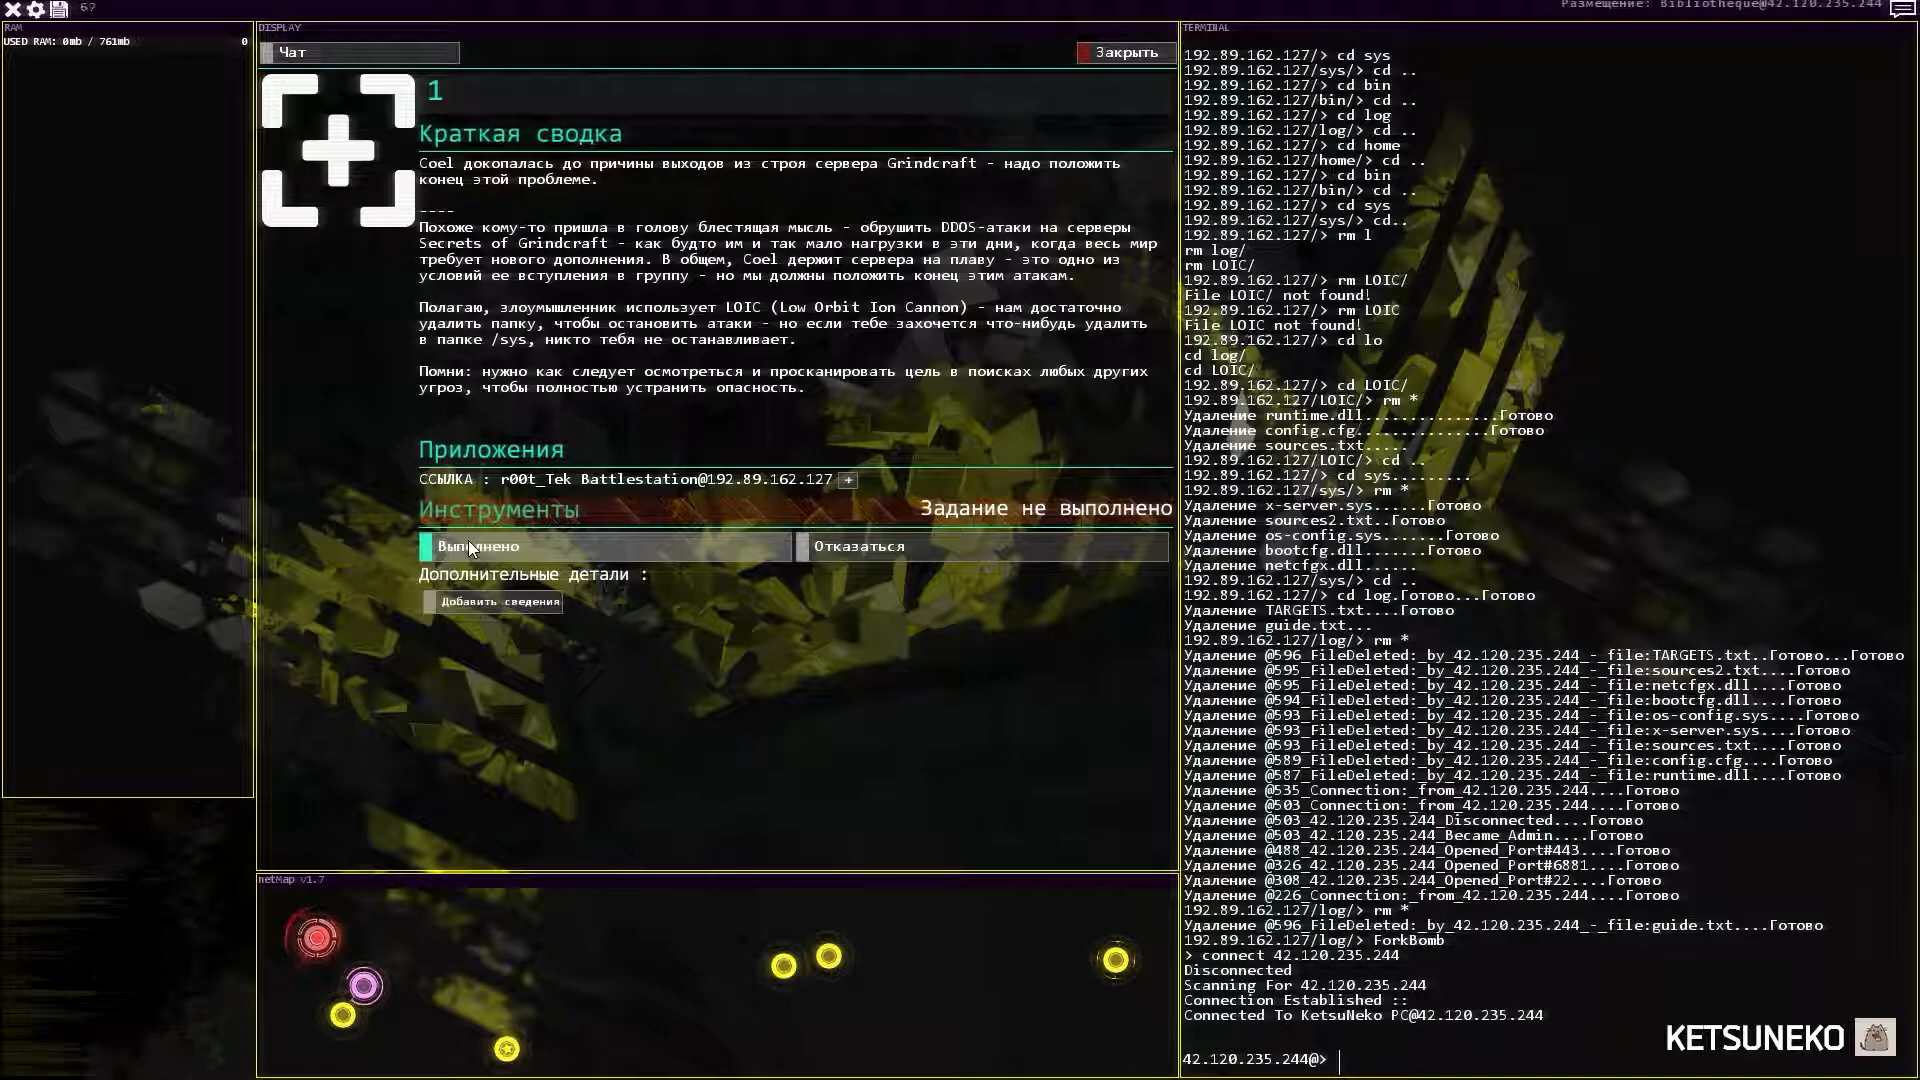 67
Размещение: Bibliotheque@42.120.235.244
RAM
USED RAM: 0mb / 761mb
0
DISPLAY
Чат
Закрыть
1
Краткая сводка
Coel докопалась до причины выходов из строя сервера Grindcraft - надо положить
конец этой проблеме.
----
Похоже кому-то пришла в голову блестящая мысль - обрушить DDOS-атаки на серверы
Secrets of Grindcraft - как будто им и так мало нагрузки в эти дни, когда весь мир
требует нового дополнения. В общем, Coel держит сервера на плаву - это одно из
условий ее вступления в группу - но мы должны положить конец этим атакам.
Полагаю, злоумышленник использует LOIC (Low Orbit Ion Cannon) - нам достаточно
удалить папку, чтобы остановить атаки - но если тебе захочется что-нибудь удалить
в папке /sys, никто тебя не останавливает.
Помни: нужно как следует осмотреться и просканировать цель в поисках любых других
угроз, чтобы полностью устранить опасность.
Приложения
ССЫЛКА : r00t_Tek Battlestation@192.89.162.127 +
Инструменты
Задание не выполнено
Выполнено
Отказаться
Дополнительные детали :
Добавить сведения
netMap v1.7
TERMINAL
192.89.162.127/> cd sys
192.89.162.127/sys/> cd ..
192.89.162.127/> cd bin
192.89.162.127/bin/> cd ..
192.89.162.127/> cd log
192.89.162.127/log/> cd ..
192.89.162.127/> cd home
192.89.162.127/home/> cd ..
192.89.162.127/> cd bin
192.89.162.127/bin/> cd ..
192.89.162.127/> cd sys
192.89.162.127/sys/> cd..
192.89.162.127/> rm l
rm log/
rm LOIC/
192.89.162.127/> rm LOIC/
File LOIC/ not found!
192.89.162.127/> rm LOIC
File LOIC not found!
192.89.162.127/> cd lo
cd log/
cd LOIC/
192.89.162.127/> cd LOIC/
192.89.162.127/LOIC/> rm *
Удаление runtime.dll...............Готово
Удаление config.cfg...............Готово
Удаление sources.txt.....
192.89.162.127/LOIC/> cd ..
192.89.162.127/> cd sys.........
192.89.162.127/sys/> rm *
Удаление x-server.sys......Готово
Удаление sources2.txt..Готово
Удаление os-config.sys......Готово
Удаление bootcfg.dll......Готово
Удаление netcfgx.dll......
192.89.162.127/sys/> cd ..
192.89.162.127/> cd log.Готово...Готово
Удаление TARGETS.txt....Готово
Удаление guide.txt...
192.89.162.127/log/> rm *
Удаление @596_FileDeleted:_by_42.120.235.244_-_file:TARGETS.txt..Готово...Готово
Удаление @595_FileDeleted:_by_42.120.235.244_-_file:sources2.txt....Готово
Удаление @595_FileDeleted:_by_42.120.235.244_-_file:netcfgx.dll....Готово
Удаление @594_FileDeleted:_by_42.120.235.244_-_file:bootcfg.dll....Готово
Удаление @593_FileDeleted:_by_42.120.235.244_-_file:os-config.sys....Готово
Удаление @593_FileDeleted:_by_42.120.235.244_-_file:x-server.sys....Готово
Удаление @593_FileDeleted:_by_42.120.235.244_-_file:sources.txt....Готово
Удаление @589_FileDeleted:_by_42.120.235.244_-_file:config.cfg....Готово
Удаление @587_FileDeleted:_by_42.120.235.244_-_file:runtime.dll....Готово
Удаление @535_Connection:_from_42.120.235.244....Готово
Удаление @503_Connection:_from_42.120.235.244....Готово
Удаление @503_42.120.235.244_Disconnected....Готово
Удаление @503_42.120.235.244_Became_Admin....Готово
Удаление @488_42.120.235.244_Opened_Port#443....Готово
Удаление @326_42.120.235.244_Opened_Port#6881....Готово
Удаление @308_42.120.235.244_Opened_Port#22....Готово
Удаление @226_Connection:_from_42.120.235.244....Готово
192.89.162.127/log/> rm *
Удаление @596_FileDeleted:_by_42.120.235.244_-_file:guide.txt....Готово
192.89.162.127/log/> ForkBomb
> connect 42.120.235.244
Disconnected
Scanning For 42.120.235.244
Connection Established ::
Connected To KetsuNeko PC@42.120.235.244
42.120.235.244@>
KETSUNEKO